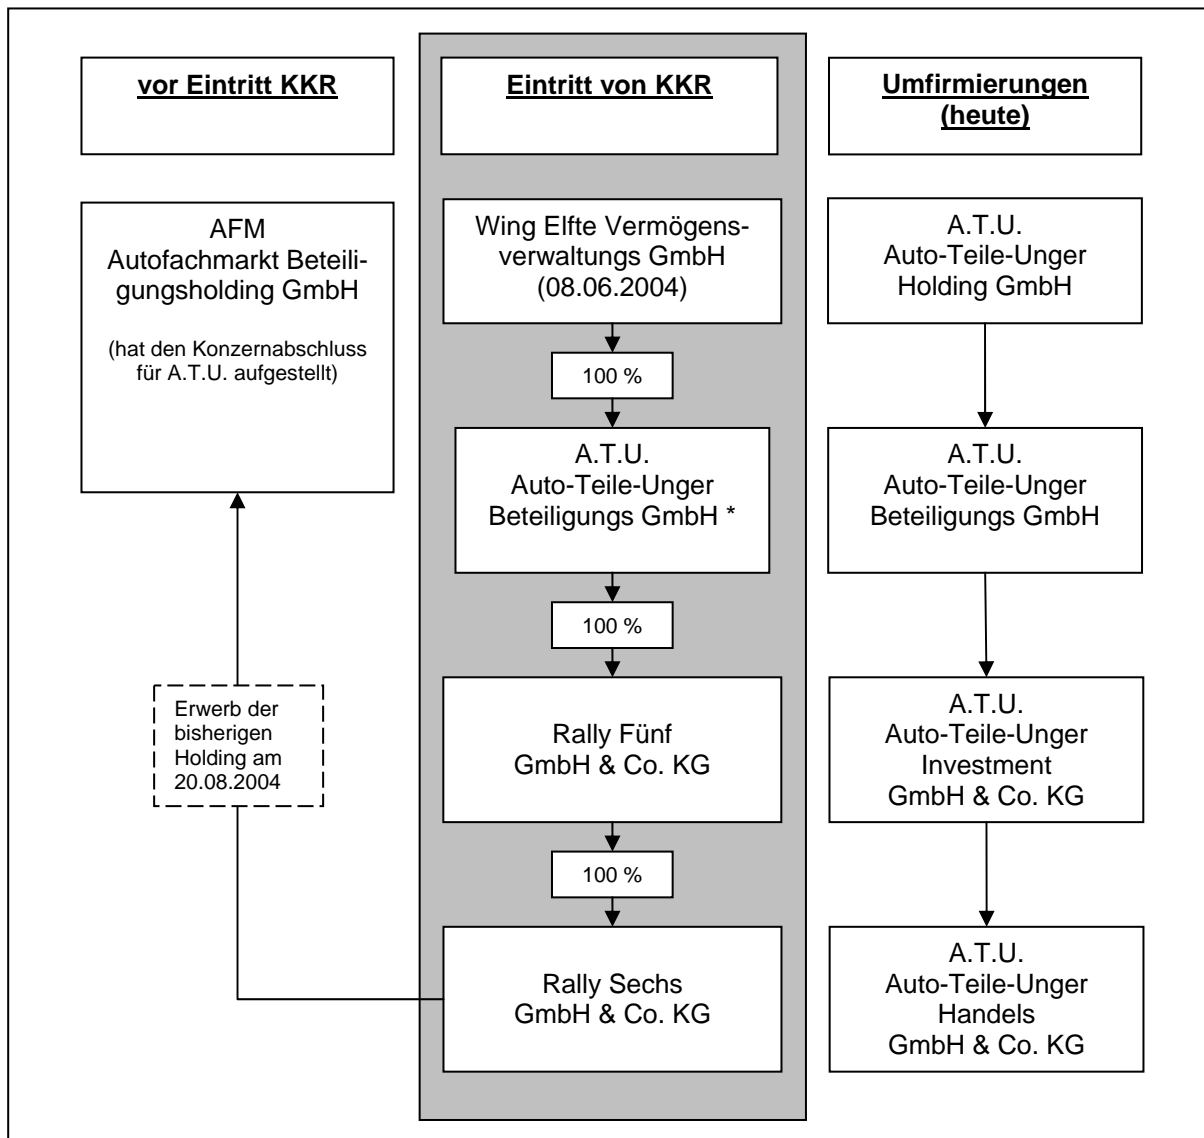 vor Eintritt KKR
Eintritt von KKR
Umfirmierungen
(heute)
AFM
Autofachmarkt Beteili-
gungsholding GmbH
(hat den Konzernabschluss
für A.T.U. aufgestellt)
Wing Elfte Vermögens-
verwaltungs GmbH
(08.06.2004)
A.T.U.
Auto-Teile-Unger
Holding GmbH
100 %
A.T.U.
Auto-Teile-Unger
Beteiligungs GmbH *
A.T.U.
Auto-Teile-Unger
Beteiligungs GmbH
100 %
Erwerb der
bisherigen
Holding am
20.08.2004
Rally Fünf
GmbH & Co. KG
A.T.U.
Auto-Teile-Unger
Investment
GmbH & Co. KG
100 %
Rally Sechs
GmbH & Co. KG
A.T.U.
Auto-Teile-Unger
Handels
GmbH & Co. KG